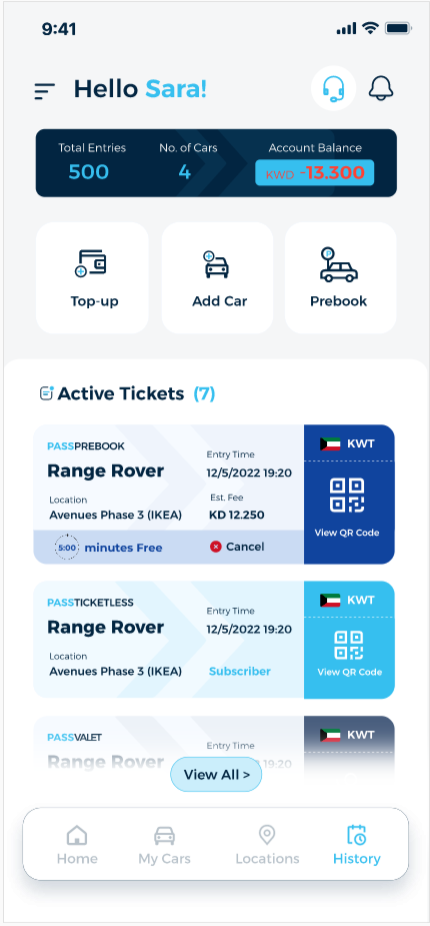 9:41
Hello Sara!
Total Entries No. of Cars Account Balance
500 4 KWD -13.300
Top-up Add Car Prebook
Active Tickets (7)
PASSPREBOOK
Range Rover
Entry Time
12/5/2022 19:20
Location
Avenues Phase 3 (IKEA)
Est. Fee
KD 12.250
5:00 minutes Free
Cancel
KWT
View QR Code
PASSTICKETLESS
Range Rover
Entry Time
12/5/2022 19:20
Location
Avenues Phase 3 (IKEA)
Subscriber
KWT
View QR Code
PASSVALET
Range Rover
Entry Time
19:20
KWT
View All >
Home My Cars Locations History